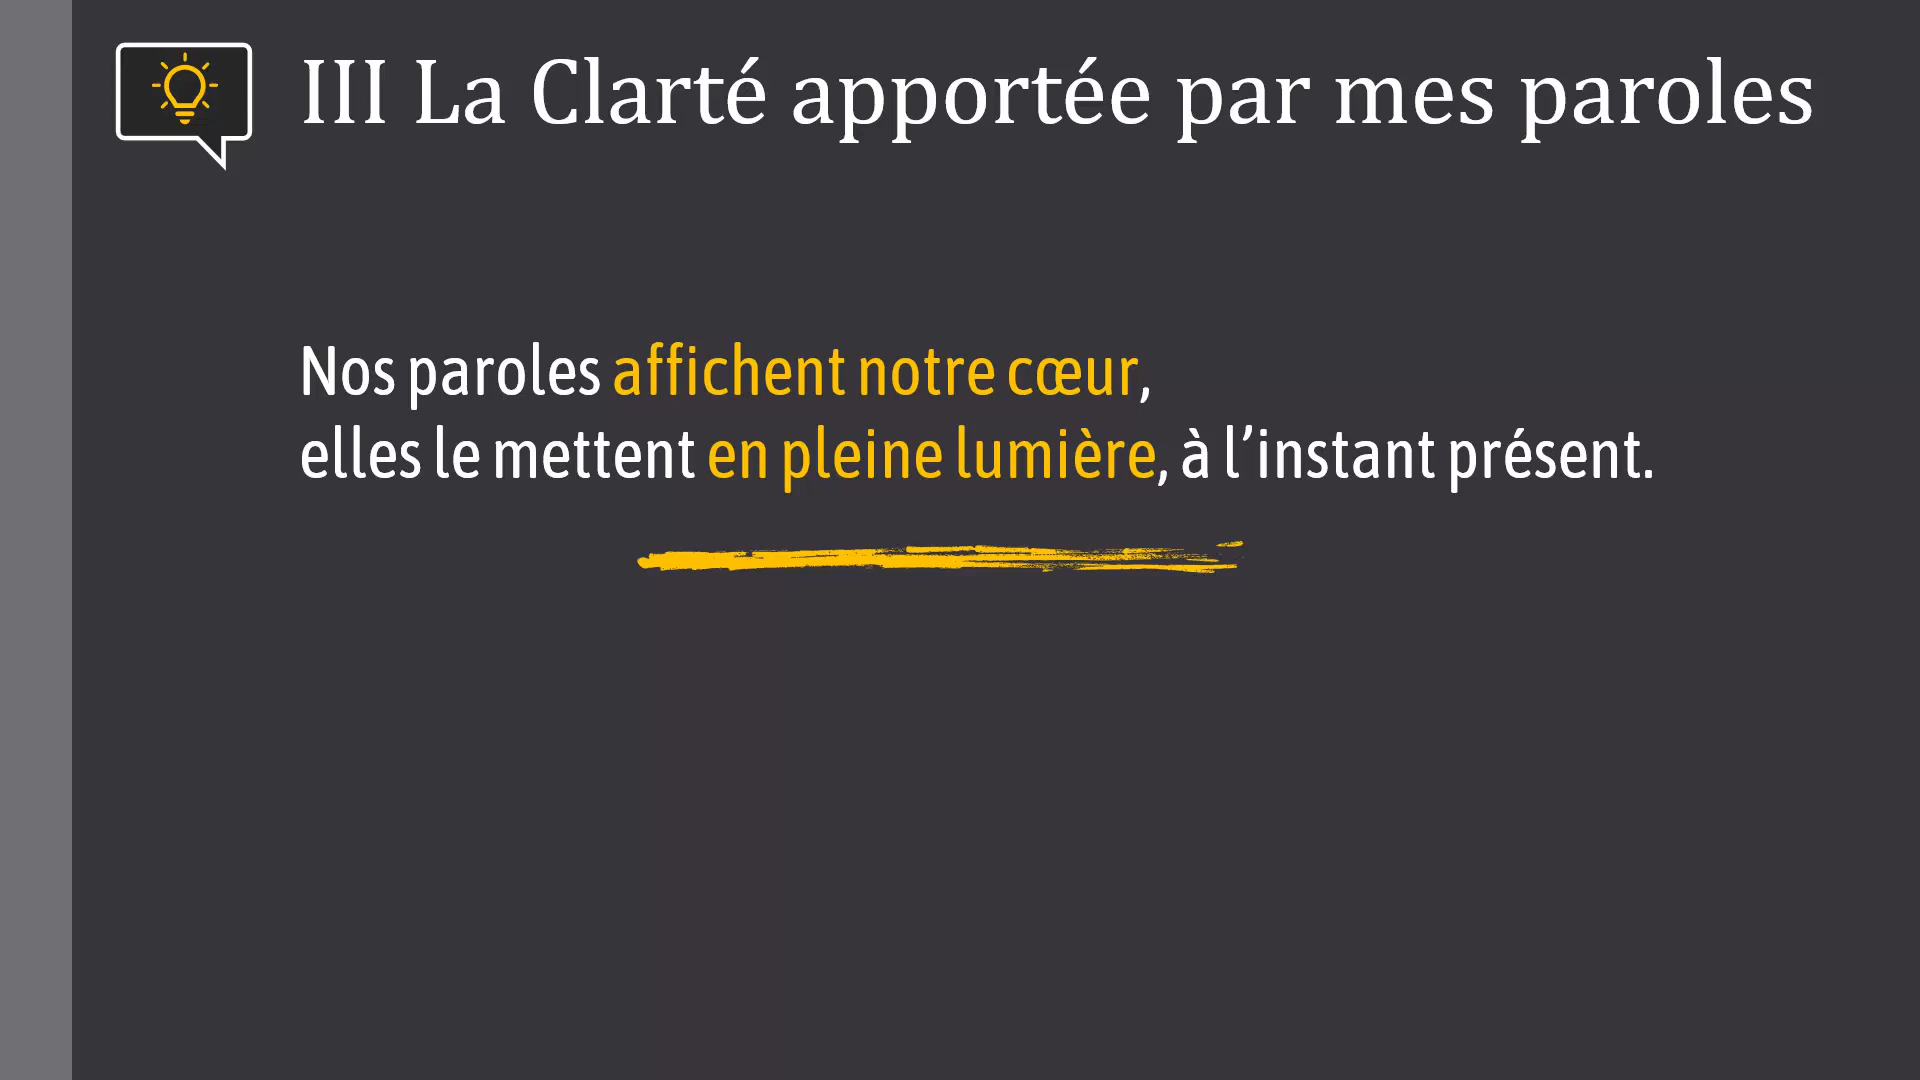 III La Clarté apportée par mes paroles
Nos paroles affichent notre cœur,
elles le mettent en pleine lumière, à l’instant présent.